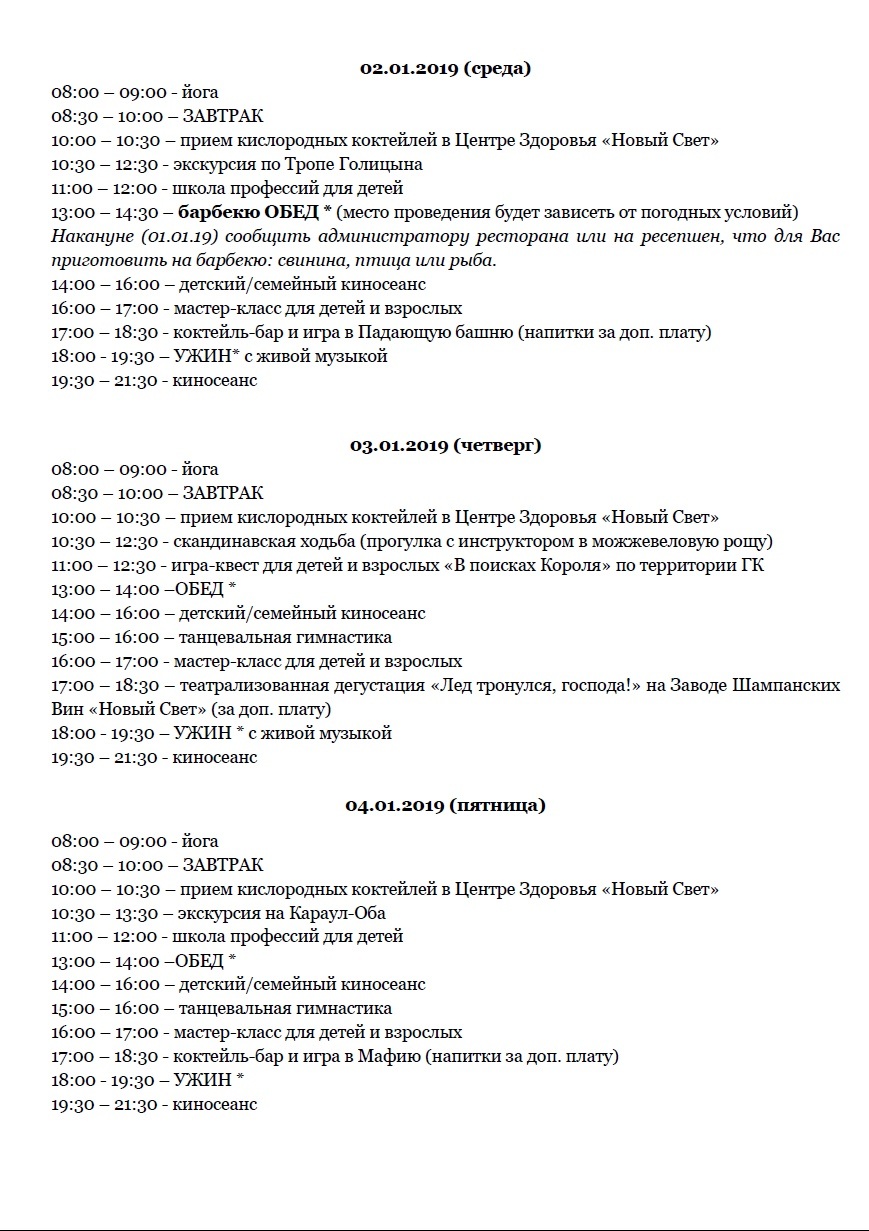 02.01.2019 (среда)
08:00 – 09:00 - йога
08:30 – 10:00 – ЗАВТРАК
10:00 – 10:30 – прием кислородных коктейлей в Центре Здоровья «Новый Свет»
10:30 – 12:30 - экскурсия по Тропе Голицына
11:00 – 12:00 - школа профессий для детей
13:00 – 14:30 – барбекю ОБЕД * (место проведения будет зависеть от погодных условий)
Накануне (01.01.19) сообщить администратору ресторана или на ресепшен, что для Вас
приготовить на барбекю: свинина, птица или рыба.
14:00 – 16:00 – детский/семейный киносеанс
16:00 – 17:00 - мастер-класс для детей и взрослых
17:00 – 18:30 - коктейль-бар и игра в Падающую башню (напитки за доп. плату)
18:00 - 19:30 – УЖИН* с живой музыкой
19:30 – 21:30 - киносеанс
03.01.2019 (четверг)
08:00 – 09:00 - йога
08:30 – 10:00 – ЗАВТРАК
10:00 – 10:30 – прием кислородных коктейлей в Центре Здоровья «Новый Свет»
10:30 – 12:30 - скандинавская ходьба (прогулка с инструктором в можжевеловую рощу)
11:00 – 12:30 - игра-квест для детей и взрослых «В поисках Короля» по территории ГК
13:00 – 14:00 –ОБЕД *
14:00 – 16:00 – детский/семейный киносеанс
15:00 – 16:00 – танцевальная гимнастика
16:00 – 17:00 - мастер-класс для детей и взрослых
17:00 – 18:30 – театрализованная дегустация «Лед тронулся, господа!» на Заводе Шампанских
Вин «Новый Свет» (за доп. плату)
18:00 - 19:30 – УЖИН * с живой музыкой
19:30 – 21:30 - киносеанс
04.01.2019 (пятница)
08:00 – 09:00 - йога
08:30 – 10:00 – ЗАВТРАК
10:00 – 10:30 – прием кислородных коктейлей в Центре Здоровья «Новый Свет»
10:30 – 13:30 – экскурсия на Караул-Оба
11:00 – 12:00 - школа профессий для детей
13:00 – 14:00 –ОБЕД *
14:00 – 16:00 – детский/семейный киносеанс
15:00 – 16:00 – танцевальная гимнастика
16:00 – 17:00 - мастер-класс для детей и взрослых
17:00 – 18:30 - коктейль-бар и игра в Мафию (напитки за доп. плату)
18:00 - 19:30 – УЖИН *
19:30 – 21:30 - киносеанс